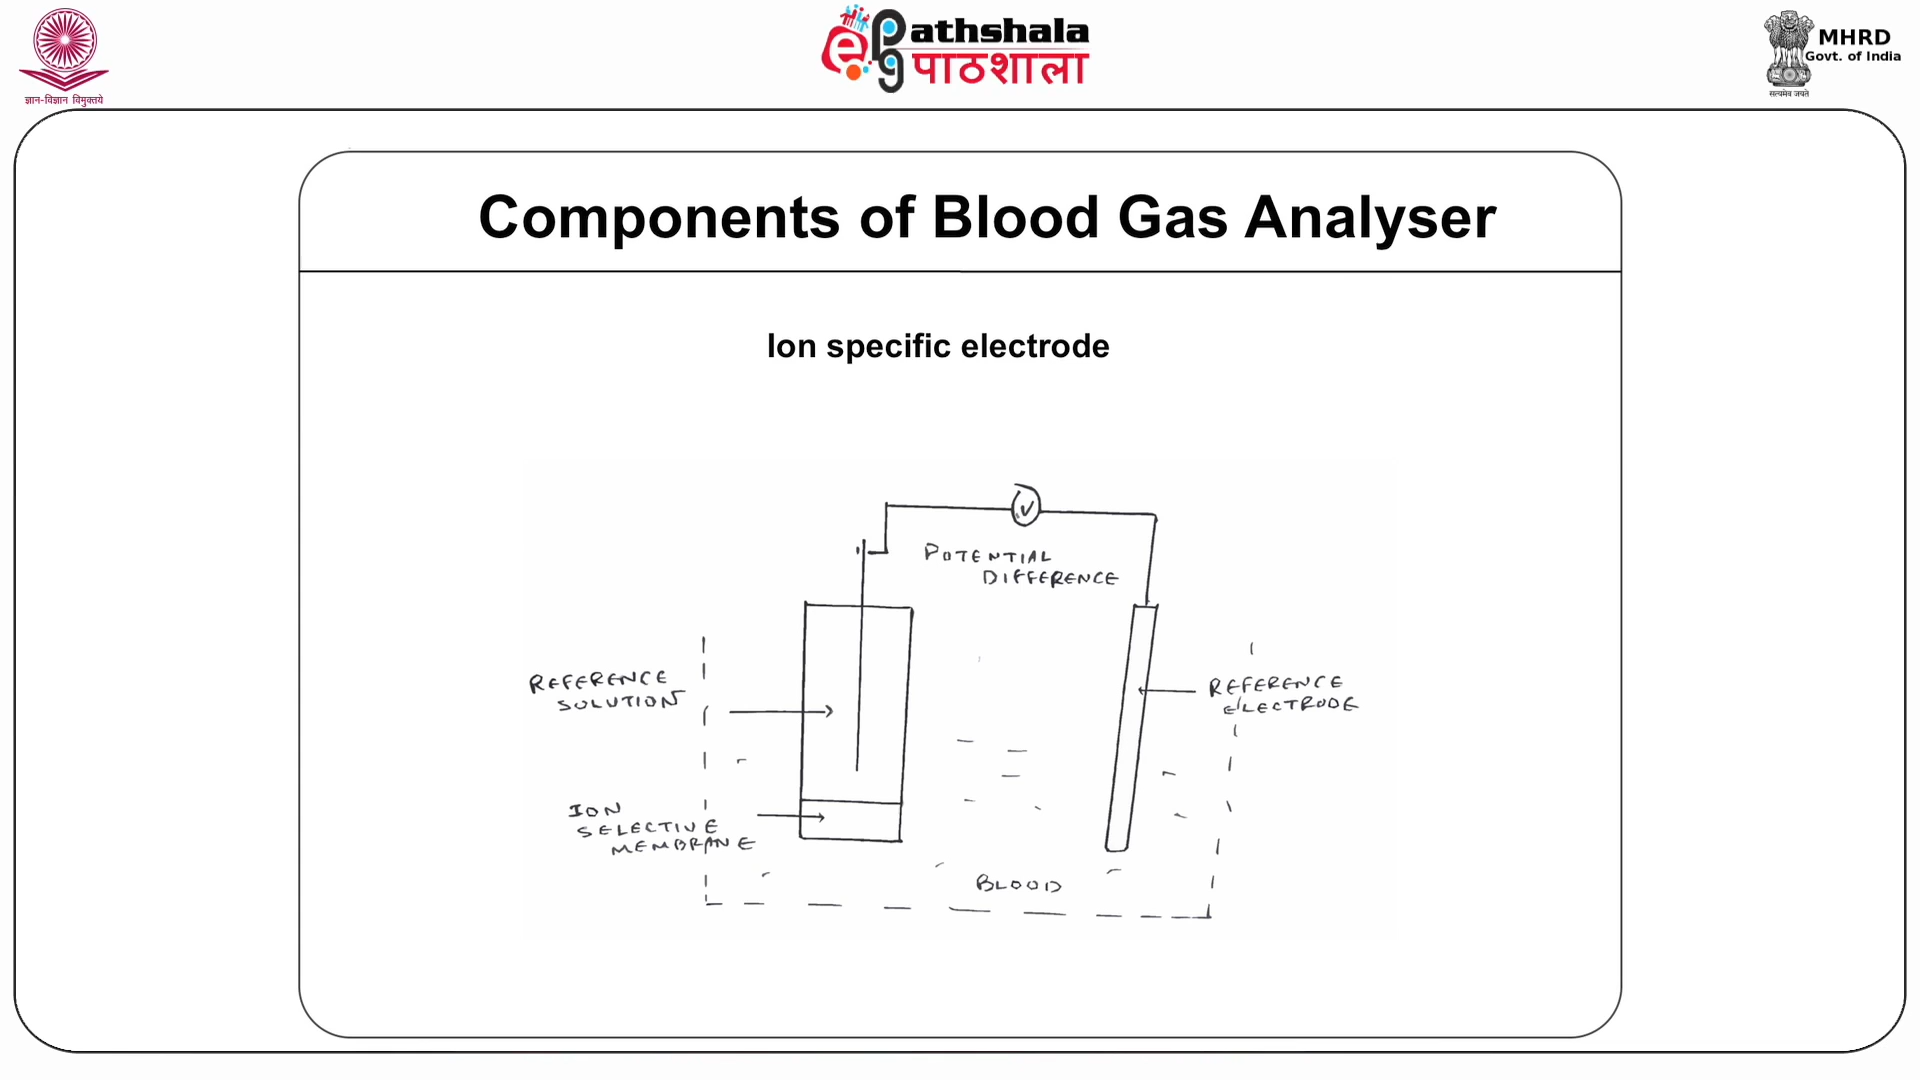 ज्ञान-विज्ञान विमुक्तये
ePG Pathshala
पाठशाला
MHRD
Govt. of India
सत्यमेव जयते
Components of Blood Gas Analyser
Ion specific electrode
V
POTENTIAL
DIFFERENCE
REFERENCE
SOLUTION
REFERENCE
ELECTRODE
ION
SELECTIVE
MEMBRANE
BLOOD